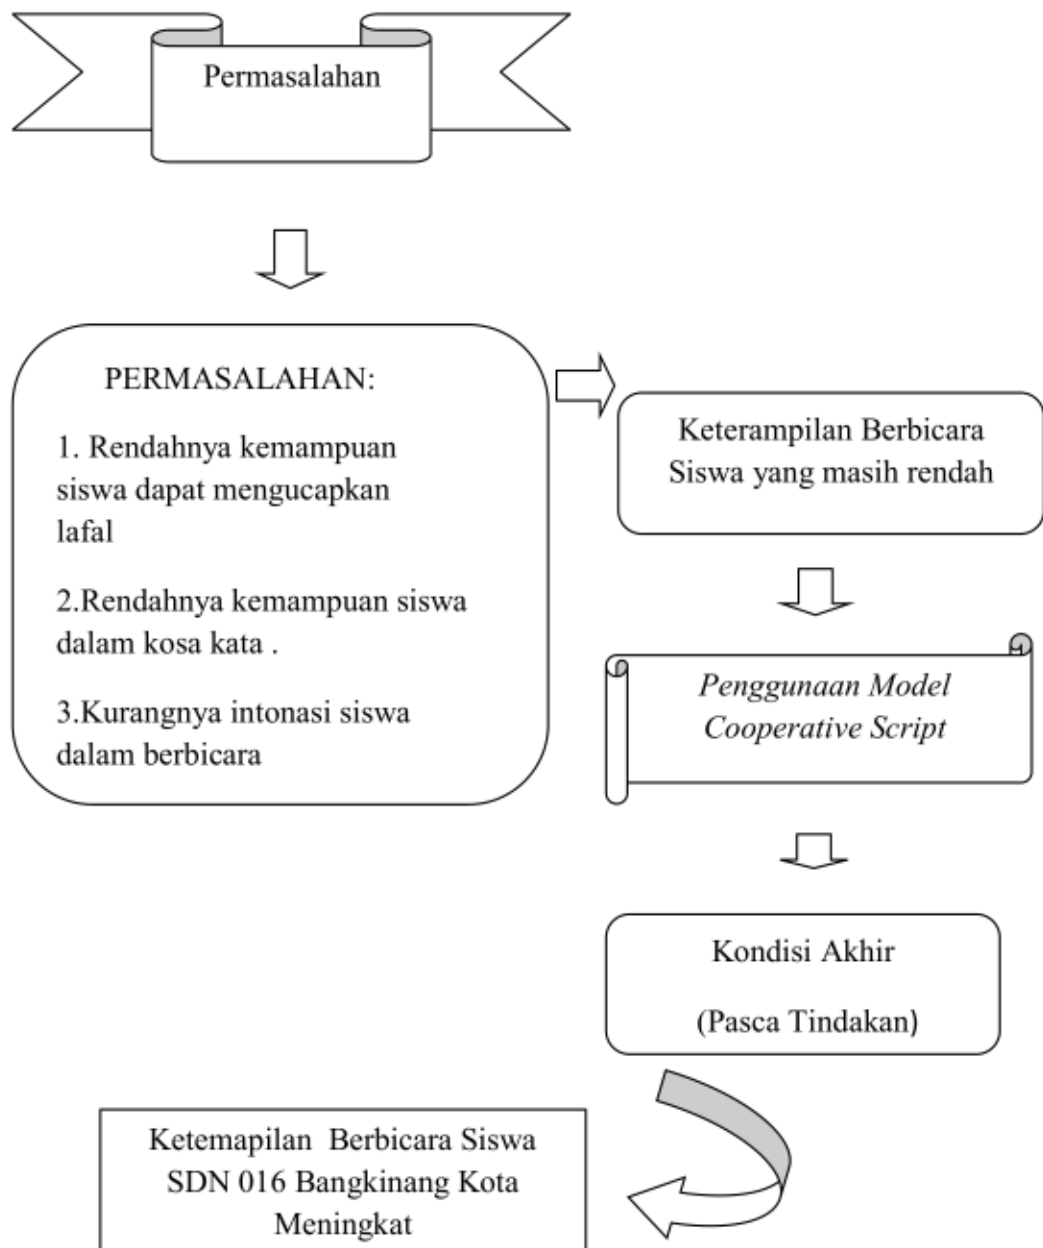 Permasalahan
PERMASALAHAN:
1. Rendahnya kemampuan
siswa dapat mengucapkan
lafal
2.Rendahnya kemampuan siswa
dalam kosa kata .
3.Kurangnya intonasi siswa
dalam berbicara
Keterampilan Berbicara
Siswa yang masih rendah
Penggunaan Model
Cooperative Script
Kondisi Akhir
(Pasca Tindakan)
Ketemapilan  Berbicara Siswa
SDN 016 Bangkinang Kota
Meningkat